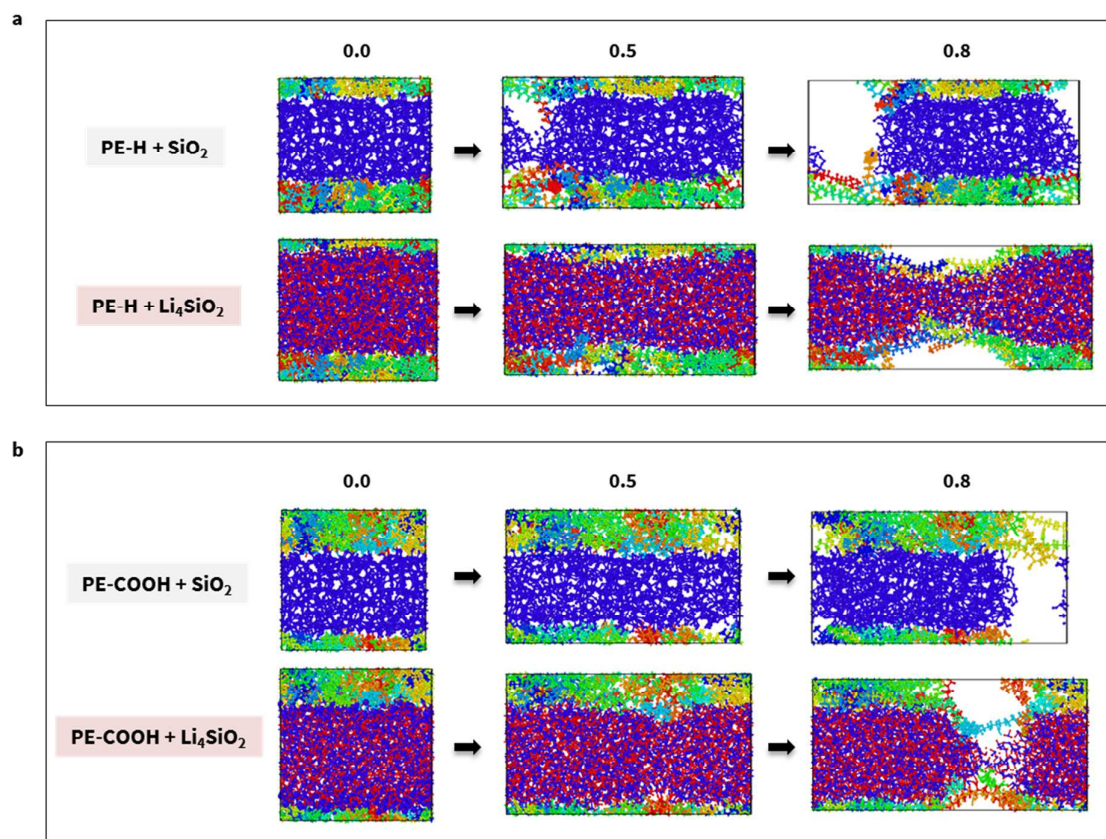 a
0.0 0.5 0.8
PE-H + SiO₂
PE-H + Li₄SiO₂
b
0.0 0.5 0.8
PE-COOH + SiO₂
PE-COOH + Li₄SiO₂